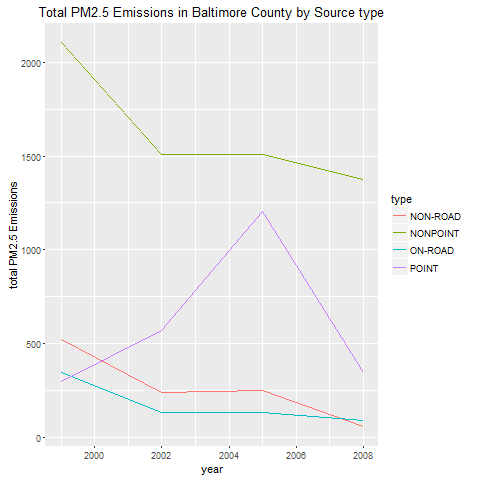 Total PM2.5 Emissions in Baltimore County by Source type
total PM2.5 Emissions
2000
1500
1000
500
0
2000 2002 2004 2006 2008
year
type
NON-ROAD
NONPOINT
ON-ROAD
POINT